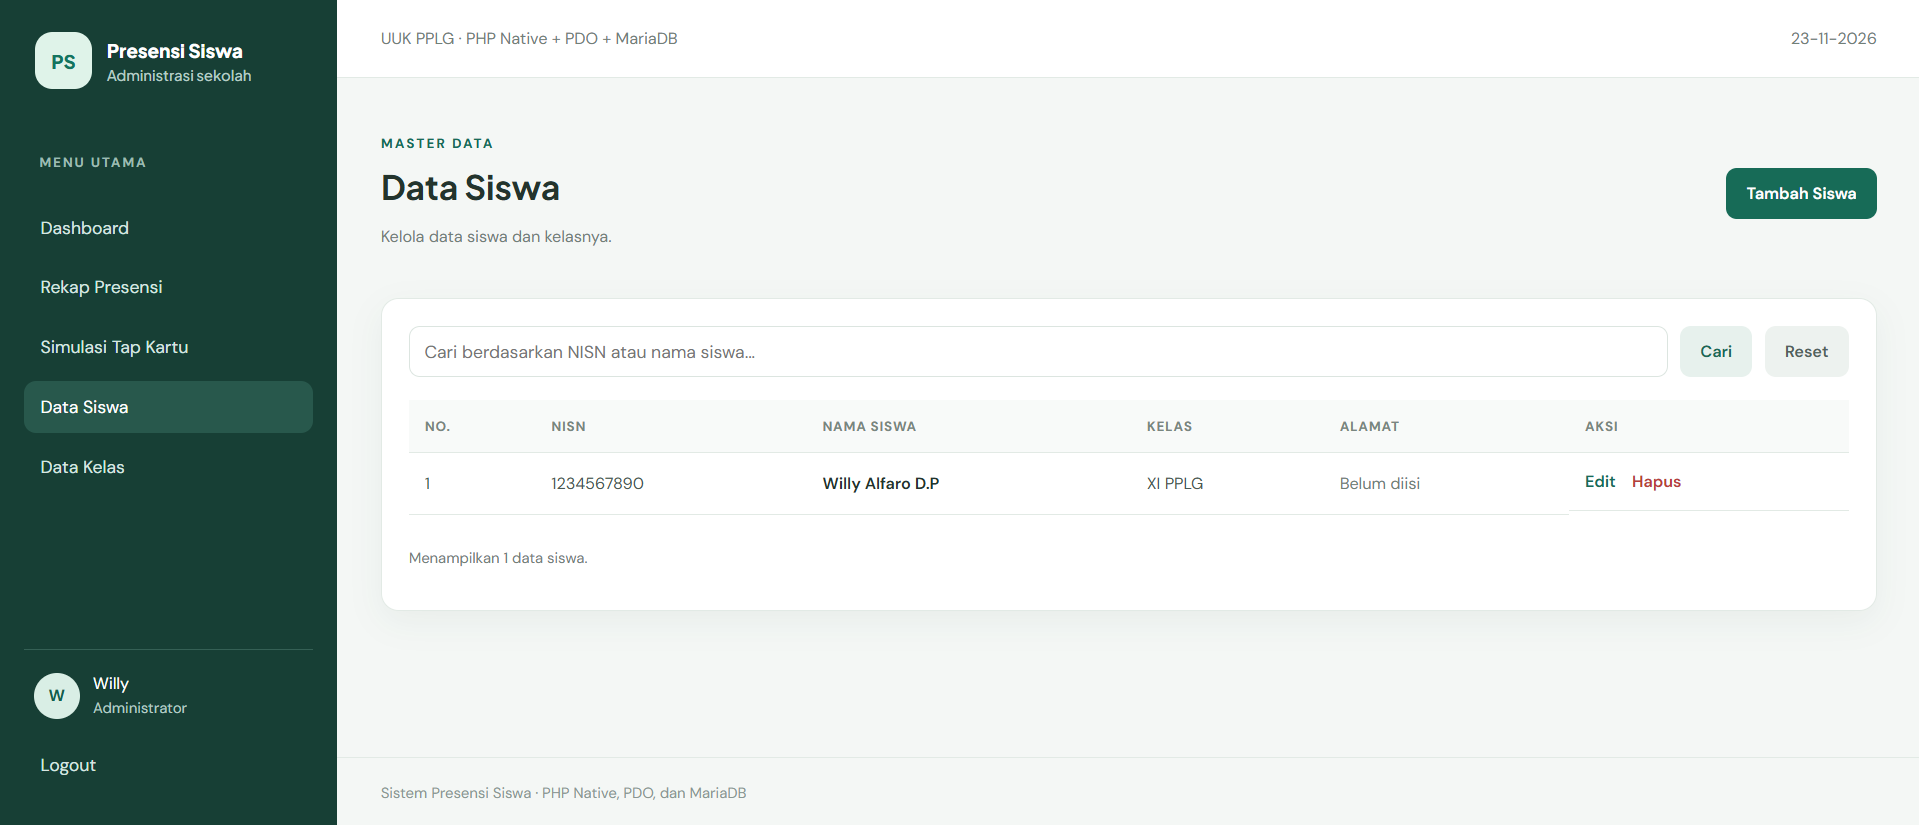 PS
Presensi Siswa
Administrasi sekolah
MENU UTAMA
Dashboard
Rekap Presensi
Simulasi Tap Kartu
Data Siswa
Data Kelas
W
Willy
Administrator
Logout
UUK PPLG · PHP Native + PDO + MariaDB
23-11-2026
MASTER DATA
Data Siswa
Kelola data siswa dan kelasnya.
Tambah Siswa
Cari berdasarkan NISN atau nama siswa...
Cari
Reset
NO. NISN NAMA SISWA KELAS ALAMAT AKSI
1 1234567890 Willy Alfaro D.P XI PPLG Belum diisi Edit Hapus
Menampilkan 1 data siswa.
Sistem Presensi Siswa · PHP Native, PDO, dan MariaDB